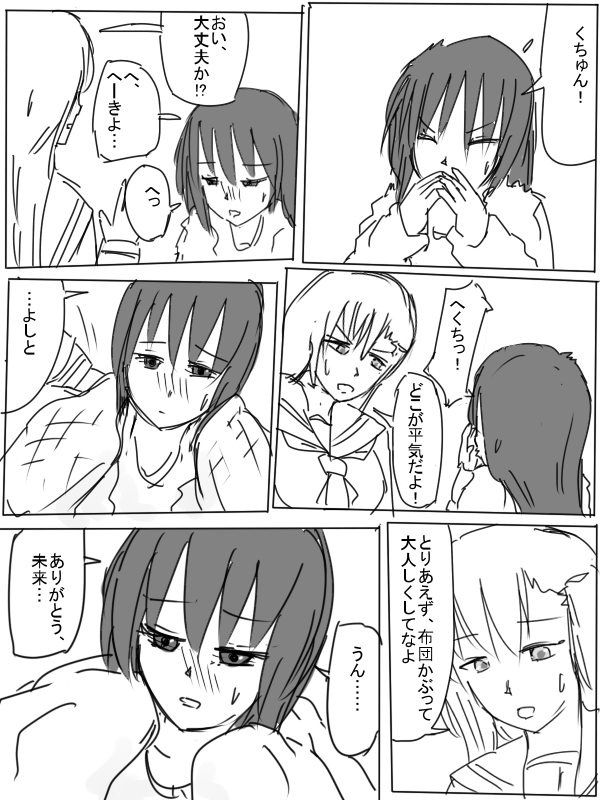 くちゅん！
おい、
大丈夫か!?
へ、
へーきよ…
へっ
へくちっ！
どこが平気だよ！
…よしと
とりあえず、布団かぶって
大人しくしてなよ
うん……
ありがとう、
未来…